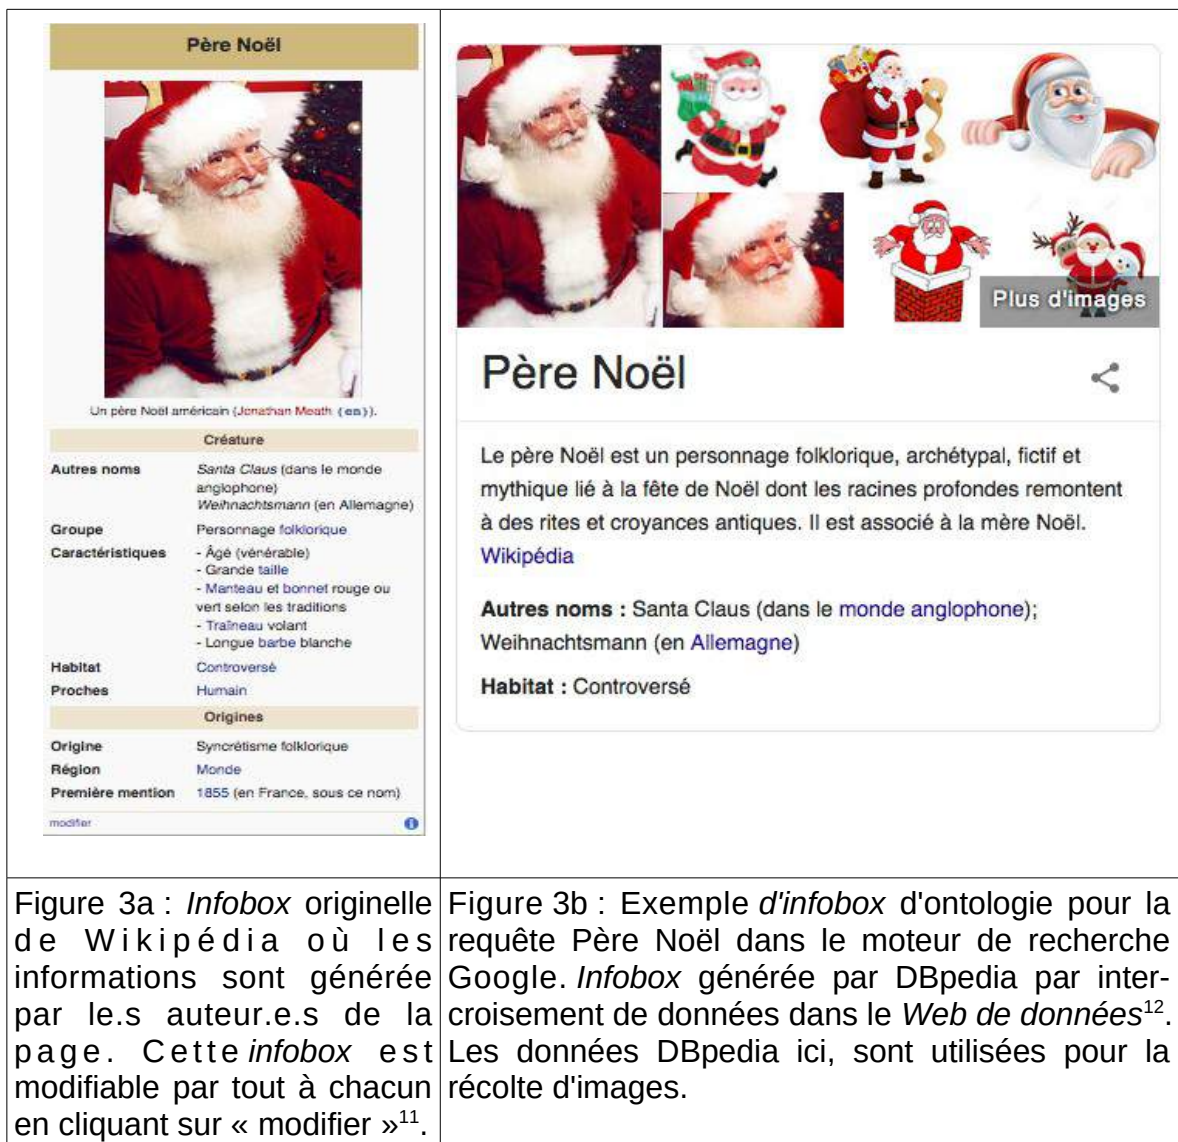 Père Noël
Un père Noël américain (Jonathan Meath (en)).
Créature
Autres noms Santa Claus (dans le monde
anglophone)
Weihnachtsmann (en Allemagne)
Groupe Personnage folklorique
Caractéristiques - Âgé (vénérable)
- Grande taille
- Manteau et bonnet rouge ou
vert selon les traditions
- Traîneau volant
- Longue barbe blanche
Habitat Controversé
Proches Humain
Origines
Origine Syncrétisme folklorique
Région Monde
Première mention 1855 (en France, sous ce nom)
modifier
Plus d'images
Père Noël
Le père Noël est un personnage folklorique, archétypal, fictif et
mythique lié à la fête de Noël dont les racines profondes remontent
à des rites et croyances antiques. Il est associé à la mère Noël.
Wikipédia
Autres noms : Santa Claus (dans le monde anglophone);
Weihnachtsmann (en Allemagne)
Habitat : Controversé
Figure 3a : Infobox originelle
de Wikipédia où les
informations sont générée
par le.s auteur.e.s de la
page. Cette infobox est
modifiable par tout à chacun
en cliquant sur « modifier »11.
Figure 3b : Exemple d'infobox d'ontologie pour la
requête Père Noël dans le moteur de recherche
Google. Infobox générée par DBpedia par inter-
croisement de données dans le Web de données12.
Les données DBpedia ici, sont utilisées pour la
récolte d'images.